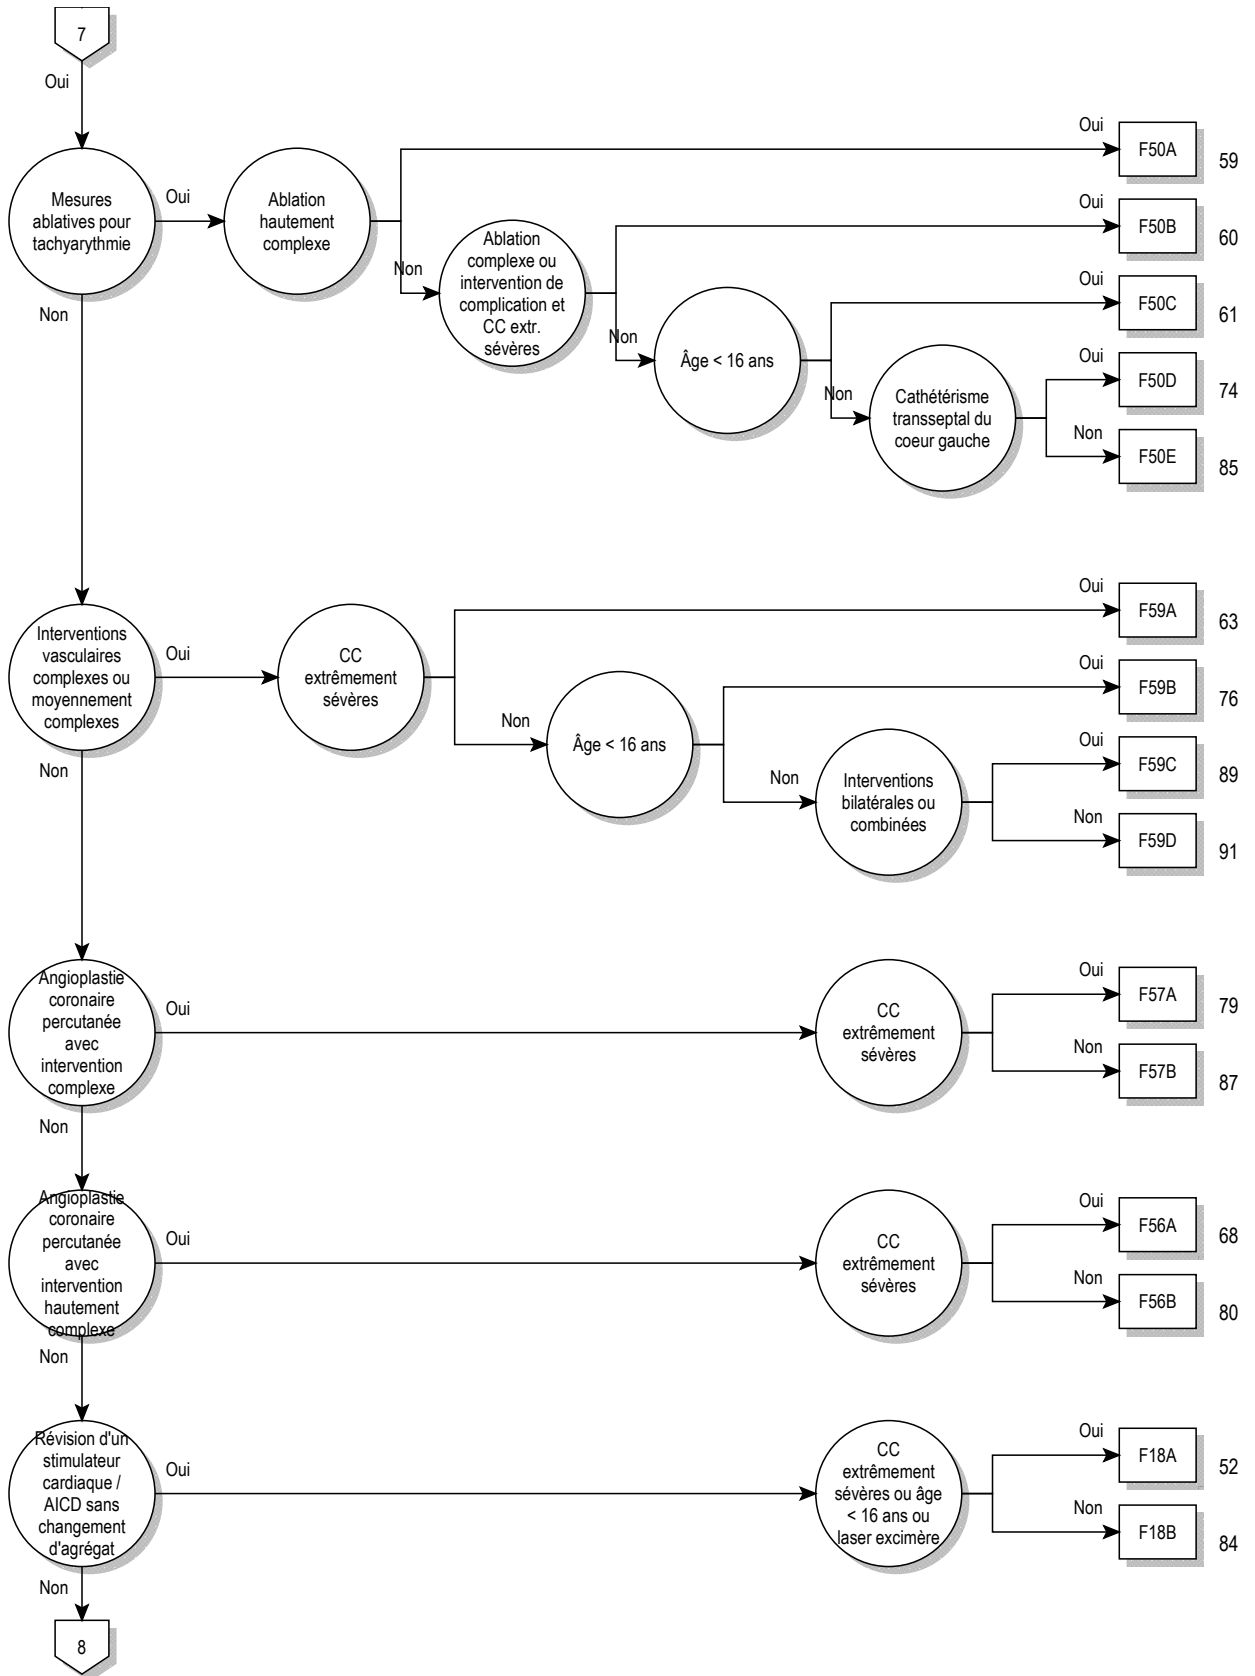 7
Oui
Mesures
ablatives pour
tachyarythmie
Oui
Ablation
hautement
complexe
Oui
F50A
59
Non
Ablation
complexe ou
intervention de
complication et
CC extr.
sévères
Oui
F50B
60
Non
Âge < 16 ans
Oui
F50C
61
Non
Cathétérisme
transseptal du
coeur gauche
Oui
F50D
74
Non
F50E
85
Non
Interventions
vasculaires
complexes ou
moyennement
complexes
Oui
CC
extrêmement
sévères
Oui
F59A
63
Non
Âge < 16 ans
Oui
F59B
76
Non
Interventions
bilatérales ou
combinées
Oui
F59C
89
Non
F59D
91
Non
Angioplastie
coronaire
percutanée
avec
intervention
complexe
Oui
CC
extrêmement
sévères
Oui
F57A
79
Non
F57B
87
Non
Angioplastie
coronaire
percutanée
avec
intervention
hautement
complexe
Oui
CC
extrêmement
sévères
Oui
F56A
68
Non
F56B
80
Non
Révision d'un
stimulateur
cardiaque /
AICD sans
changement
d'agrégat
Oui
CC
extrêmement
sévères ou âge
< 16 ans ou
laser excimère
Oui
F18A
52
Non
F18B
84
Non
8